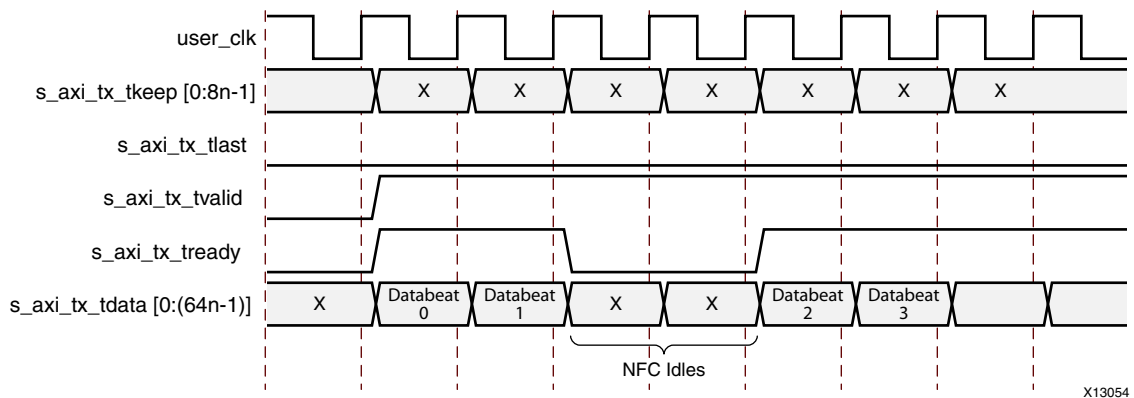 user_clk
s_axi_tx_tkeep [0:8n-1]
X X X X X X X
s_axi_tx_tlast
s_axi_tx_tvalid
s_axi_tx_tready
s_axi_tx_tdata [0:(64n-1)]
X Databeat 0 Databeat 1 X X Databeat 2 Databeat 3
NFC Idles
X13054